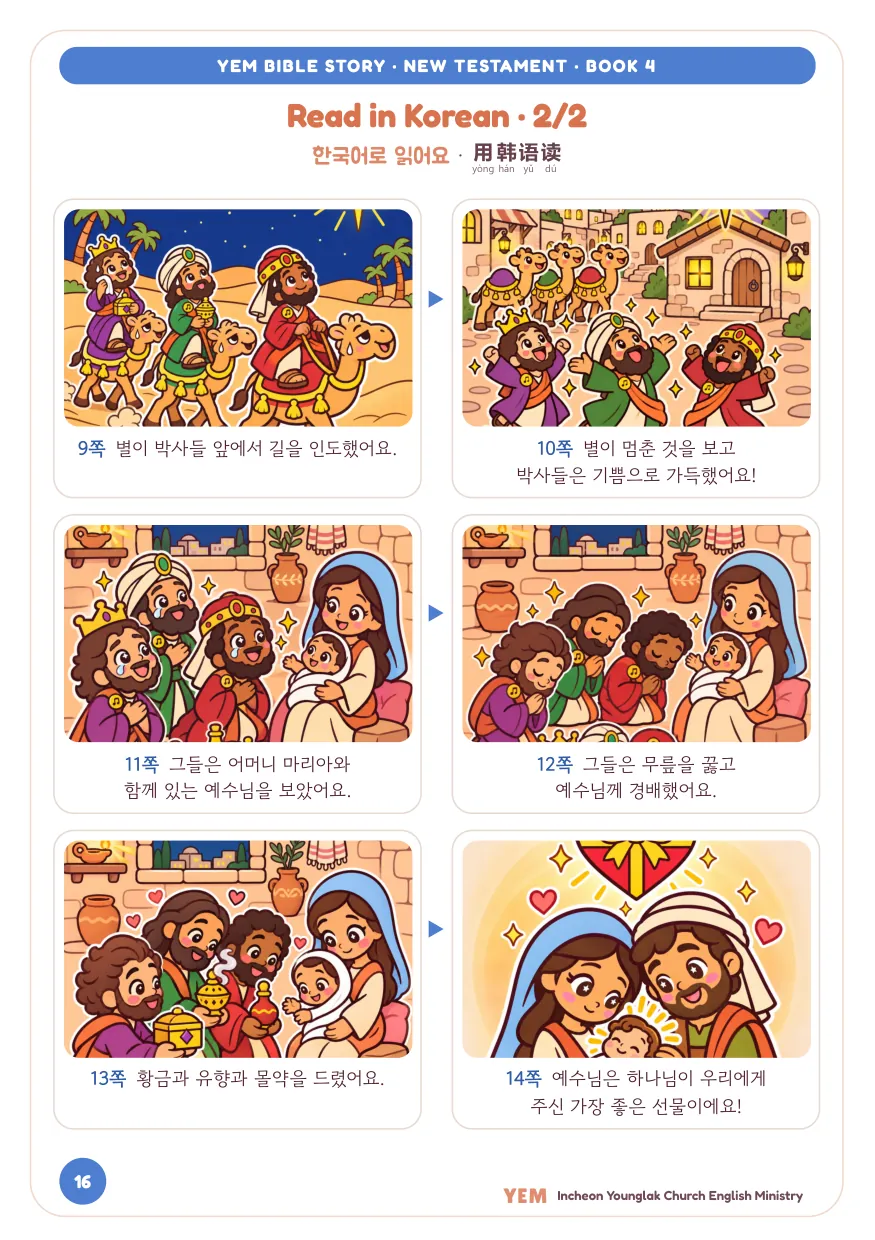 YEM BIBLE STORY · NEW TESTAMENT · BOOK 4
Read in Korean · 2/2
한국어로 읽어요 · 用韩语读
yòng hán yǔ dú
9쪽 별이 박사들 앞에서 길을 인도했어요.
10쪽 별이 멈춘 것을 보고
박사들은 기쁨으로 가득했어요!
11쪽 그들은 어머니 마리아와
함께 있는 예수님을 보았어요.
12쪽 그들은 무릎을 꿇고
예수님께 경배했어요.
13쪽 황금과 유향과 몰약을 드렸어요.
14쪽 예수님은 하나님이 우리에게
주신 가장 좋은 선물이에요!
16
YEM Incheon Younglak Church English Ministry